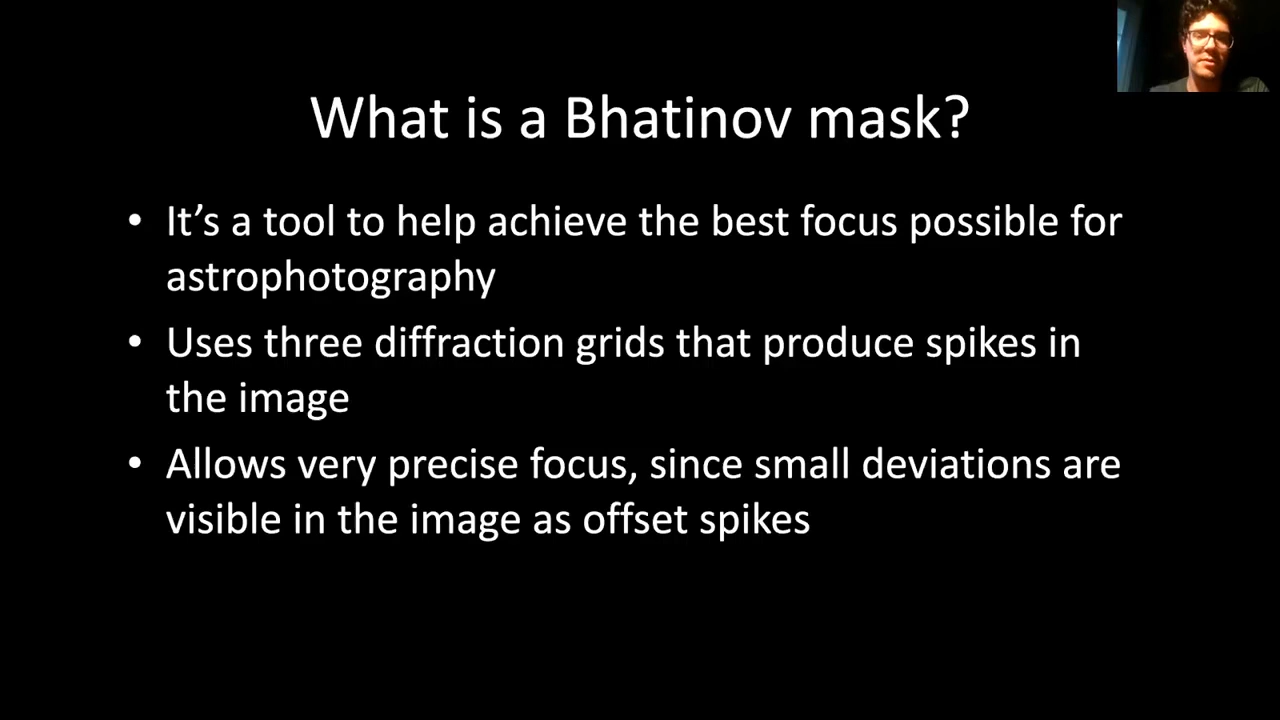 What is a Bhatinov mask?
• It’s a tool to help achieve the best focus possible for
astrophotography
• Uses three diffraction grids that produce spikes in
the image
• Allows very precise focus, since small deviations are
visible in the image as offset spikes